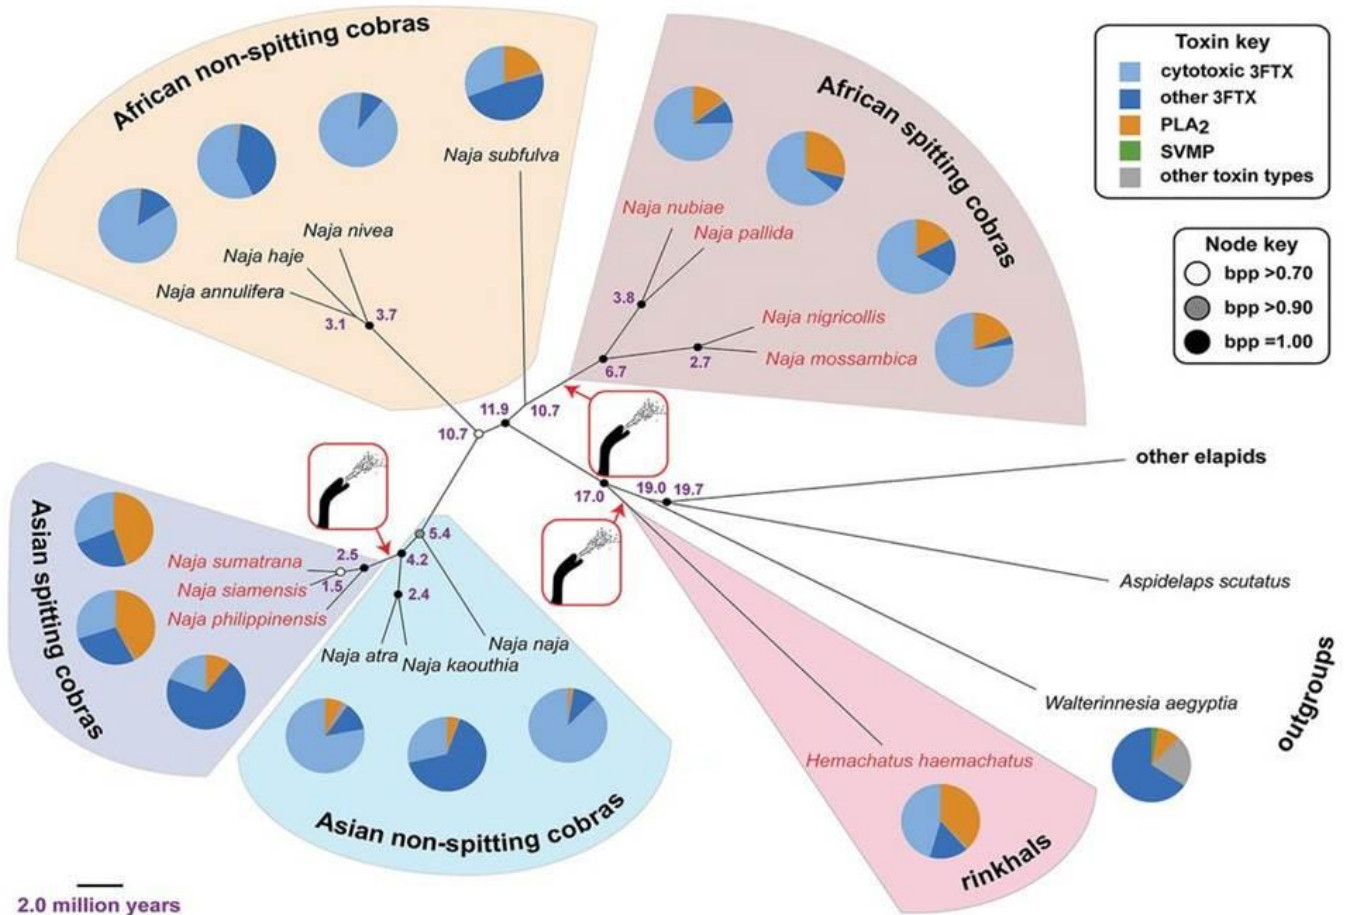 African non-spitting cobras
African spitting cobras
Toxin key
cytotoxic 3FTX
other 3FTX
PLA2
SVMP
other toxin types
Node key
bpp >0.70
bpp >0.90
bpp =1.00
Naja subfulva
Naja nivea
Naja haje
Naja annulifera
3.1
3.7
Naja nubiae
Naja pallida
3.8
Naja nigricollis
Naja mossambica
6.7
2.7
11.9
10.7
10.7
17.0
19.0
19.7
other elapids
Aspidelaps scutatus
Walterinnesia aegyptia
outgroups
Hemachatus haemachatus
rinkhals
Asian spitting cobras
Naja sumatrana
Naja siamensis
Naja philippinensis
2.5
1.5
5.4
4.2
2.4
Naja atra
Naja kaouthia
Naja naja
Asian non-spitting cobras
2.0 million years